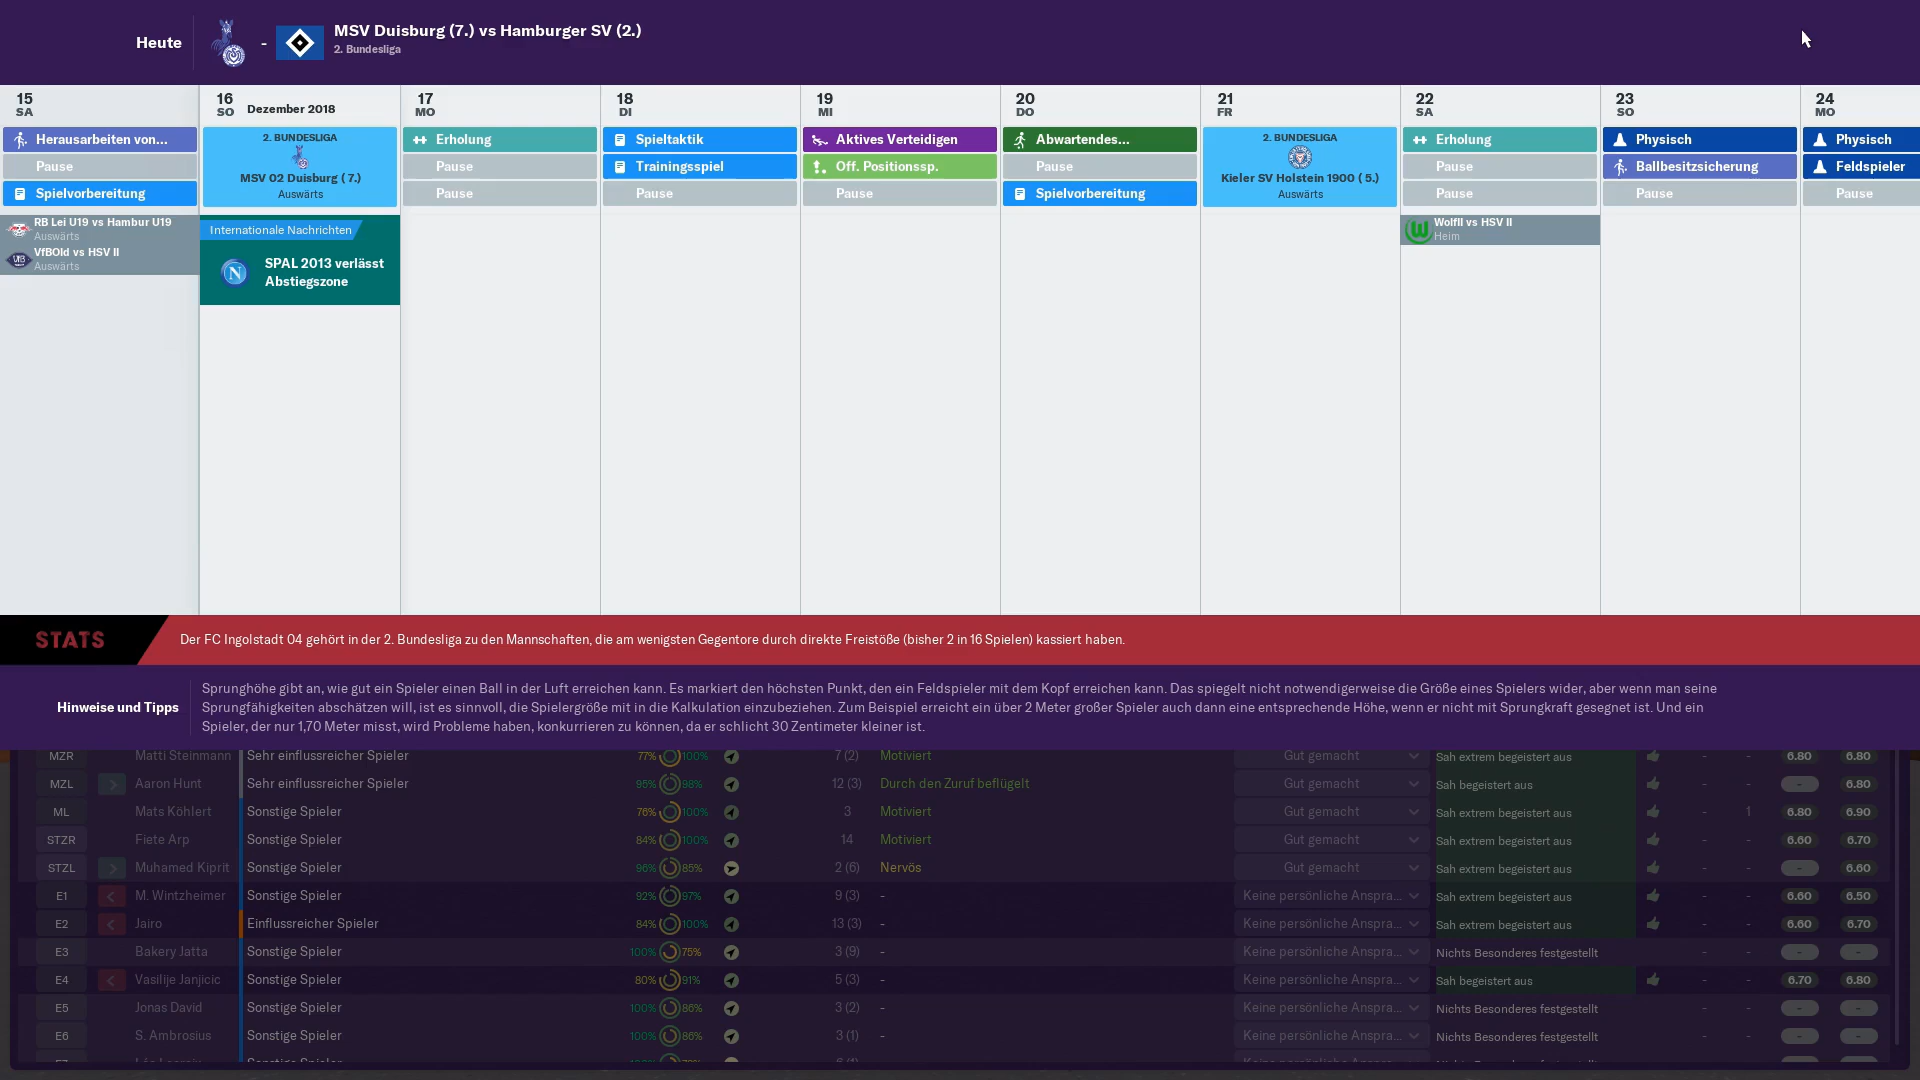 Heute
-
MSV Duisburg (7.) vs Hamburger SV (2.)
2. Bundesliga
15
SA
16
SO
Dezember 2018
17
MO
18
DI
19
MI
20
DO
21
FR
22
SA
23
SO
24
MO
Herausarbeiten von...
Pause
Spielvorbereitung
RB Lei U19 vs Hambur U19
Auswärts
VfBOld vs HSV II
Auswärts
2. BUNDESLIGA
MSV 02 Duisburg ( 7.)
Auswärts
Internationale Nachrichten
SPAL 2013 verlässt
Abstiegszone
Erholung
Pause
Pause
Spieltaktik
Trainingsspiel
Pause
Aktives Verteidigen
Off. Positionssp.
Pause
Abwartendes...
Pause
Spielvorbereitung
2. BUNDESLIGA
Kieler SV Holstein 1900 ( 5.)
Auswärts
Erholung
Pause
Pause
WolfII vs HSV II
Heim
Physisch
Ballbesitzsicherung
Pause
Physisch
Feldspieler
Pause
STATS
Der FC Ingolstadt 04 gehört in der 2. Bundesliga zu den Mannschaften, die am wenigsten Gegentore durch direkte Freistöße (bisher 2 in 16 Spielen) kassiert haben.
Hinweise und Tipps
Sprunghöhe gibt an, wie gut ein Spieler einen Ball in der Luft erreichen kann. Es markiert den höchsten Punkt, den ein Feldspieler mit dem Kopf erreichen kann. Das spiegelt nicht notwendigerweise die Größe eines Spielers wider, aber wenn man seine
Sprungfähigkeiten abschätzen will, ist es sinnvoll, die Spielergröße mit in die Kalkulation einzubeziehen. Zum Beispiel erreicht ein über 2 Meter großer Spieler auch dann eine entsprechende Höhe, wenn er nicht mit Sprungkraft gesegnet ist. Und ein
Spieler, der nur 1,70 Meter misst, wird Probleme haben, konkurrieren zu können, da er schlicht 30 Zentimeter kleiner ist.
MZR Matti Steinmann Sehr einflussreicher Spieler 77% 100% 7 (2) Motiviert Gut gemacht Sah extrem begeistert aus - - 6.80 6.80
MZL Aaron Hunt Sehr einflussreicher Spieler 95% 98% 12 (3) Durch den Zuruf beflügelt Gut gemacht Sah begeistert aus - - - 6.80
ML Mats Köhlert Sonstige Spieler 76% 100% 3 Motiviert Gut gemacht Sah extrem begeistert aus - 1 6.80 6.90
STZR Fiete Arp Sonstige Spieler 84% 100% 14 Motiviert Gut gemacht Sah extrem begeistert aus - - 6.60 6.70
STZL Muhamed Kiprit Sonstige Spieler 96% 85% 2 (6) Nervös Gut gemacht Sah extrem begeistert aus - - - 6.60
E1 M. Wintzheimer Sonstige Spieler 92% 97% 9 (3) - Keine persönliche Anspra... Sah extrem begeistert aus - - 6.60 6.50
E2 Jairo Einflussreicher Spieler 84% 100% 13 (3) - Keine persönliche Anspra... Sah extrem begeistert aus - - 6.60 6.70
E3 Bakery Jatta Sonstige Spieler 100% 75% 3 (9) - Keine persönliche Anspra... Nichts Besonderes festgestellt - - - -
E4 Vasilije Janjicic Sonstige Spieler 80% 91% 5 (3) - Keine persönliche Anspra... Sah begeistert aus - - 6.70 6.80
E5 Jonas David Sonstige Spieler 100% 86% 3 (2) - Keine persönliche Anspra... Nichts Besonderes festgestellt - - - -
E6 S. Ambrosius Sonstige Spieler 100% 86% 3 (1) - Keine persönliche Anspra... Nichts Besonderes festgestellt - - - -